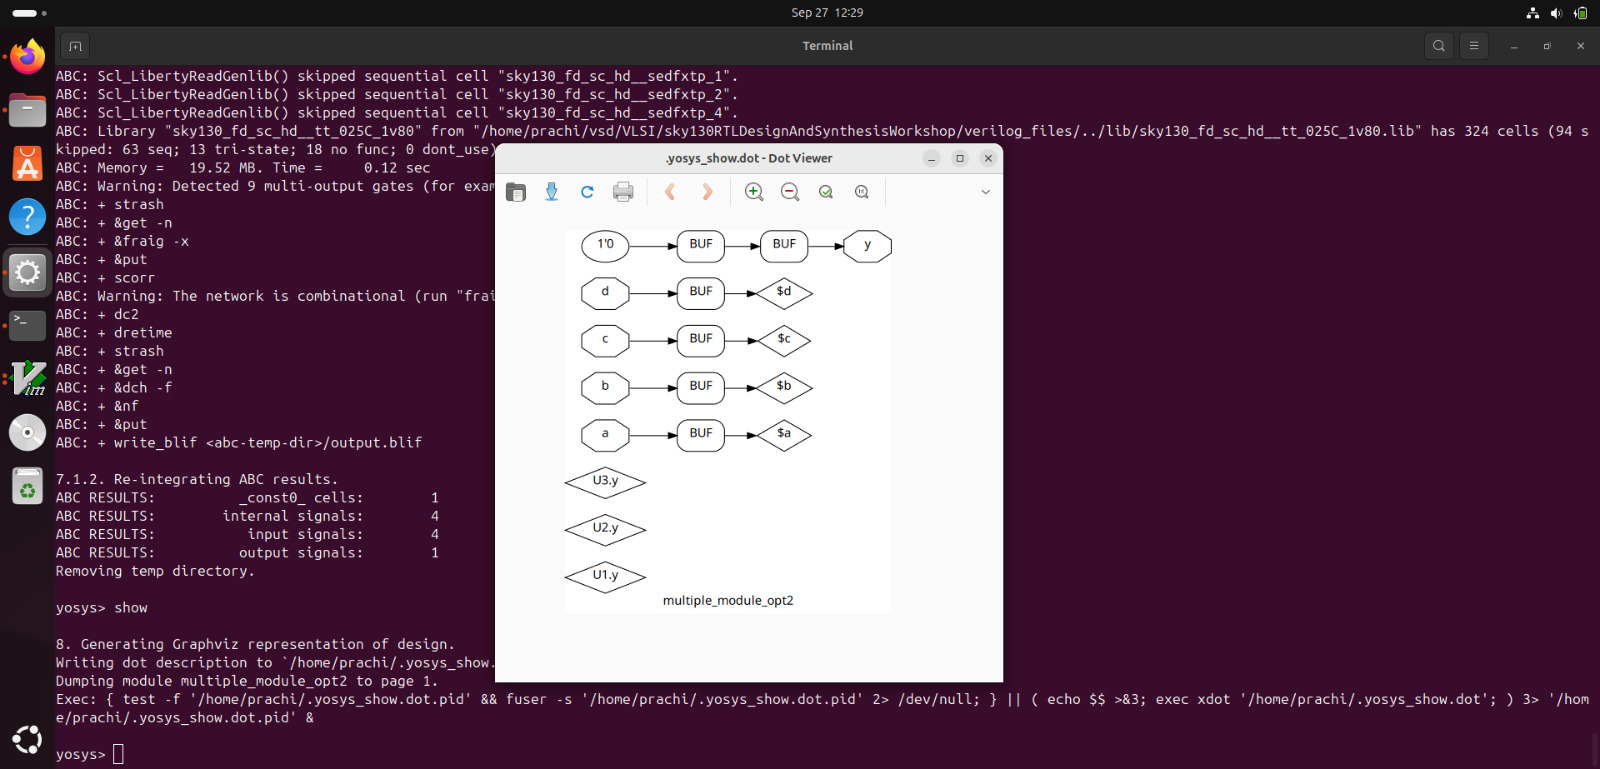 Sep 27 12:29
Terminal
ABC: Scl_LibertyReadGenlib() skipped sequential cell "sky130_fd_sc_hd__sedfxtp_1".
ABC: Scl_LibertyReadGenlib() skipped sequential cell "sky130_fd_sc_hd__sedfxtp_2".
ABC: Scl_LibertyReadGenlib() skipped sequential cell "sky130_fd_sc_hd__sedfxtp_4".
ABC: Library "sky130_fd_sc_hd__tt_025C_1v80" from "/home/prachi/vsd/VLSI/sky130RTLDesignAndSynthesisWorkshop/verilog_files/../lib/sky130_fd_sc_hd__tt_025C_1v80.lib" has 324 cells (94 s
kipped: 63 seq; 13 tri-state; 18 no func; 0 dont_use)
ABC: Memory = 19.52 MB. Time = 0.12 sec
ABC: Warning: Detected 9 multi-output gates (for exam
ABC: + strash
ABC: + &get -n
ABC: + &fraig -x
ABC: + &put
ABC: + scorr
ABC: Warning: The network is combinational (run "frai
ABC: + dc2
ABC: + dretime
ABC: + strash
ABC: + &get -n
ABC: + &dch -f
ABC: + &nf
ABC: + &put
ABC: + write_blif <abc-temp-dir>/output.blif
7.1.2. Re-integrating ABC results.
ABC RESULTS: _const0_ cells: 1
ABC RESULTS: internal signals: 4
ABC RESULTS: input signals: 4
ABC RESULTS: output signals: 1
Removing temp directory.
yosys> show
8. Generating Graphviz representation of design.
Writing dot description to `/home/prachi/.yosys_show.
Dumping module multiple_module_opt2 to page 1.
Exec: { test -f '/home/prachi/.yosys_show.dot.pid' && fuser -s '/home/prachi/.yosys_show.dot.pid' 2> /dev/null; } || ( echo $$ >&3; exec xdot '/home/prachi/.yosys_show.dot'; ) 3> '/hom
e/prachi/.yosys_show.dot.pid' &
yosys>
.yosys_show.dot - Dot Viewer
1'0 BUF BUF y
d BUF $d
c BUF $c
b BUF $b
a BUF $a
U3.y
U2.y
U1.y
multiple_module_opt2